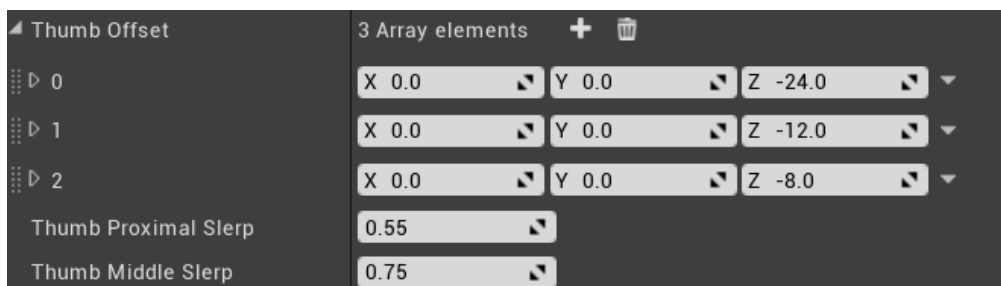 Thumb Offset 3 Array elements
0 X 0.0 Y 0.0 Z -24.0
1 X 0.0 Y 0.0 Z -12.0
2 X 0.0 Y 0.0 Z -8.0
Thumb Proximal Slerp 0.55
Thumb Middle Slerp 0.75